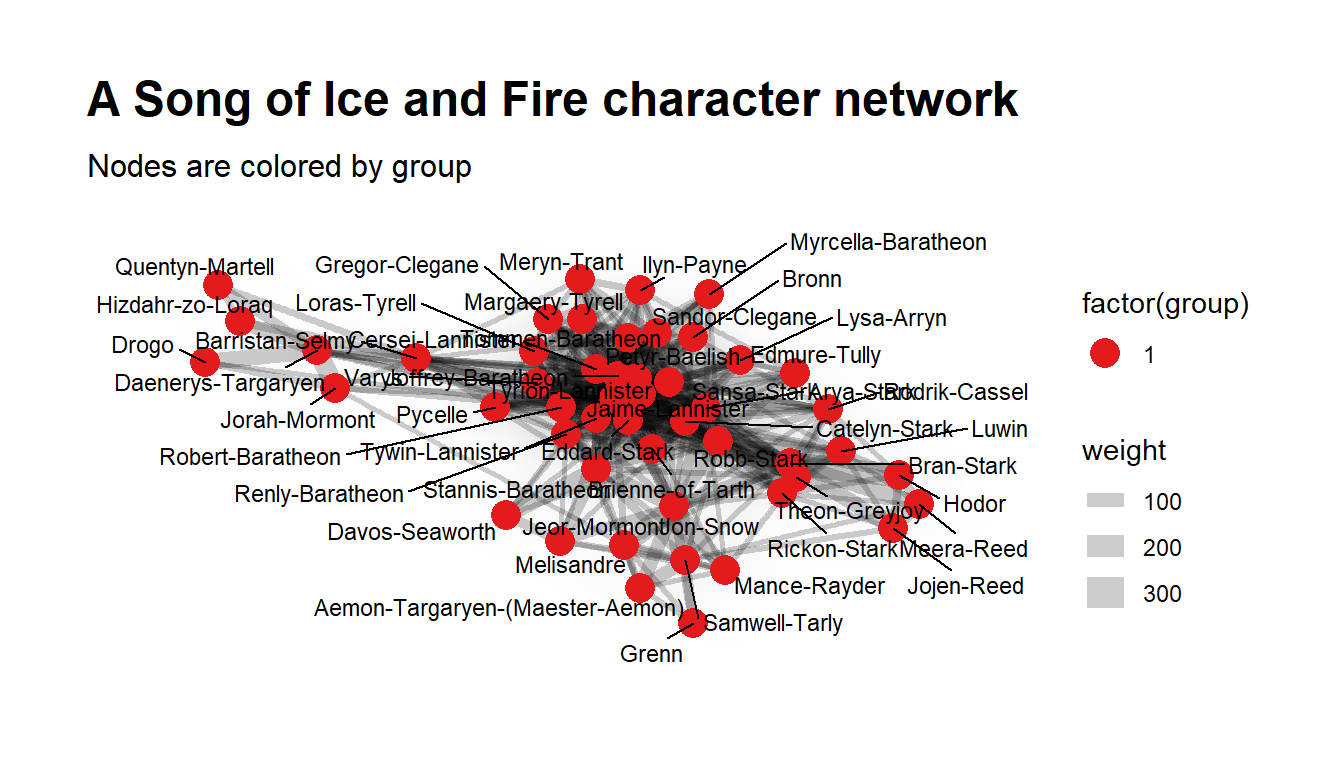 A Song of Ice and Fire character network
Nodes are colored by group
Myrcella-Baratheon
Quentyn-Martell
Gregor-Clegane
Meryn-Trant
Ilyn-Payne
Bronn
Hizdahr-zo-Loraq
Loras-Tyrell
Margaery-Tyrell
Sandor-Clegane
Lysa-Arryn
Drogo
Barristan-Selmy
Cersei-Lannister
Tommen-Baratheon
Petyr-Baelish
Edmure-Tully
Daenerys-Targaryen
Varys
Joffrey-Baratheon
Tyrion-Lannister
Sansa-Stark
Arya-Stark
Rodrik-Cassel
Jorah-Mormont
Pycelle
Jaime-Lannister
Catelyn-Stark
Luwin
Robert-Baratheon
Tywin-Lannister
Eddard-Stark
Robb-Stark
Bran-Stark
Renly-Baratheon
Stannis-Baratheon
Brienne-of-Tarth
Theon-Greyjoy
Hodor
Davos-Seaworth
Jeor-Mormont
Jon-Snow
Rickon-Stark
Meera-Reed
Melisandre
Mance-Rayder
Jojen-Reed
Aemon-Targaryen-(Maester-Aemon)
Samwell-Tarly
Grenn
factor(group)
1
weight
100
200
300